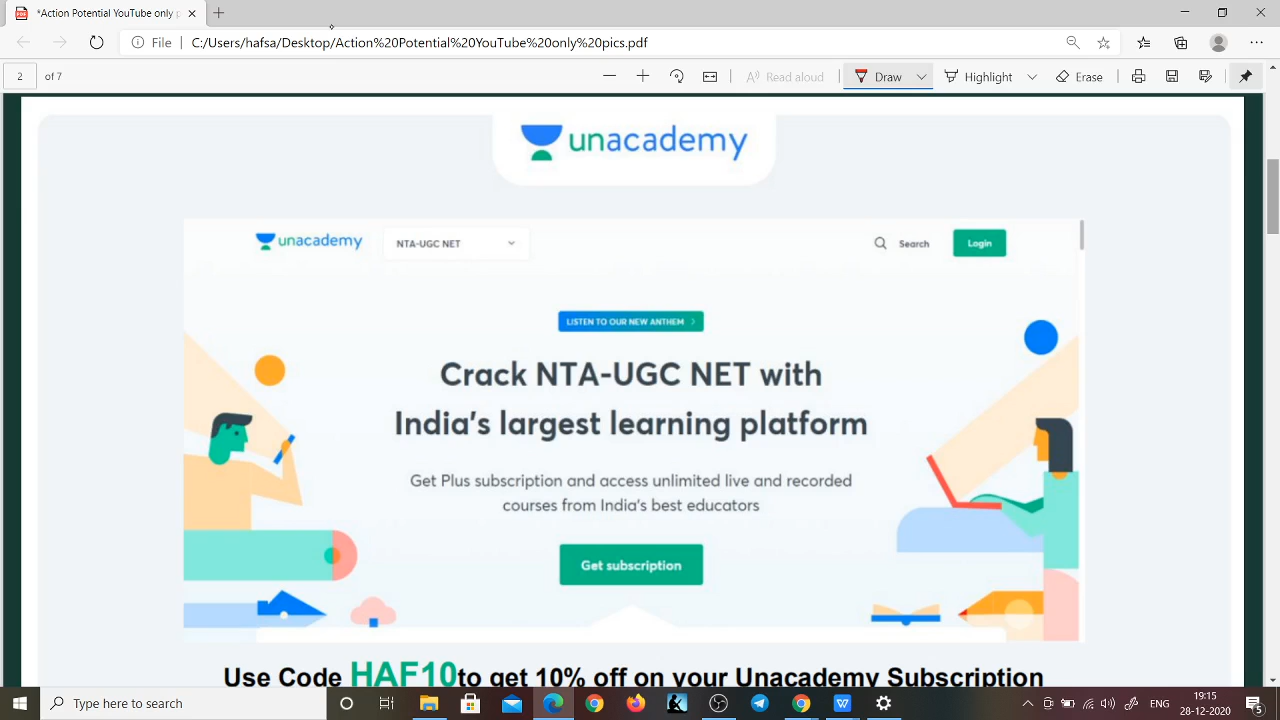 *Action Potential YouTube only p
File C:/Users/hafsa/Desktop/Action%20Potential%20YouTube%20only%20pics.pdf
2 of 7 Read aloud Draw Highlight Erase
unacademy
unacademy NTA-UGC NET Search Login
LISTEN TO OUR NEW ANTHEM
Crack NTA-UGC NET with
India's largest learning platform
Get Plus subscription and access unlimited live and recorded
courses from India's best educators
Get subscription
Use Code HAF10to get 10% off on your Unacademy Subscription
Type here to search ENG 19:15
28-12-2020